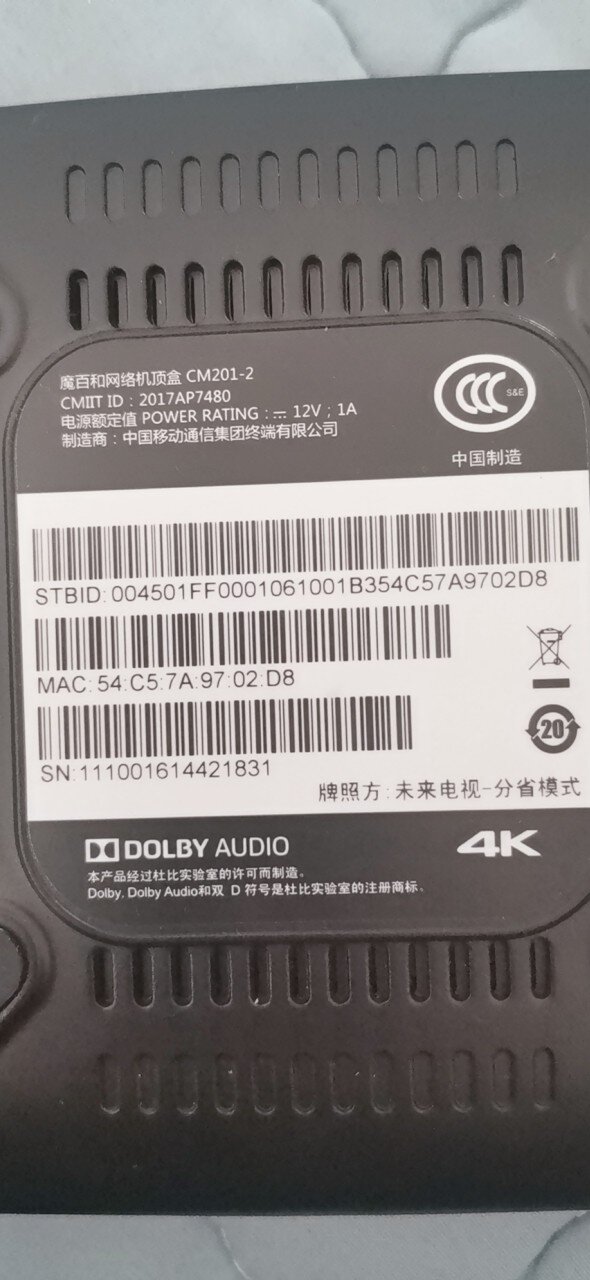 魔百和网络机顶盒 CM201-2
CMIIT ID：2017AP7480
电源额定值 POWER RATING：⎓ 12V；1A
制造商：中国移动通信集团终端有限公司
CCC S&E
中国制造
STBID:004501FF0001061001B354C57A9702D8
MAC:54:C5:7A:97:02:D8
SN:111001614421831
20
牌照方:未来电视-分省模式
DOLBY AUDIO
4K
本产品经过杜比实验室的许可而制造。
Dolby, Dolby Audio和双 D 符号是杜比实验室的注册商标。